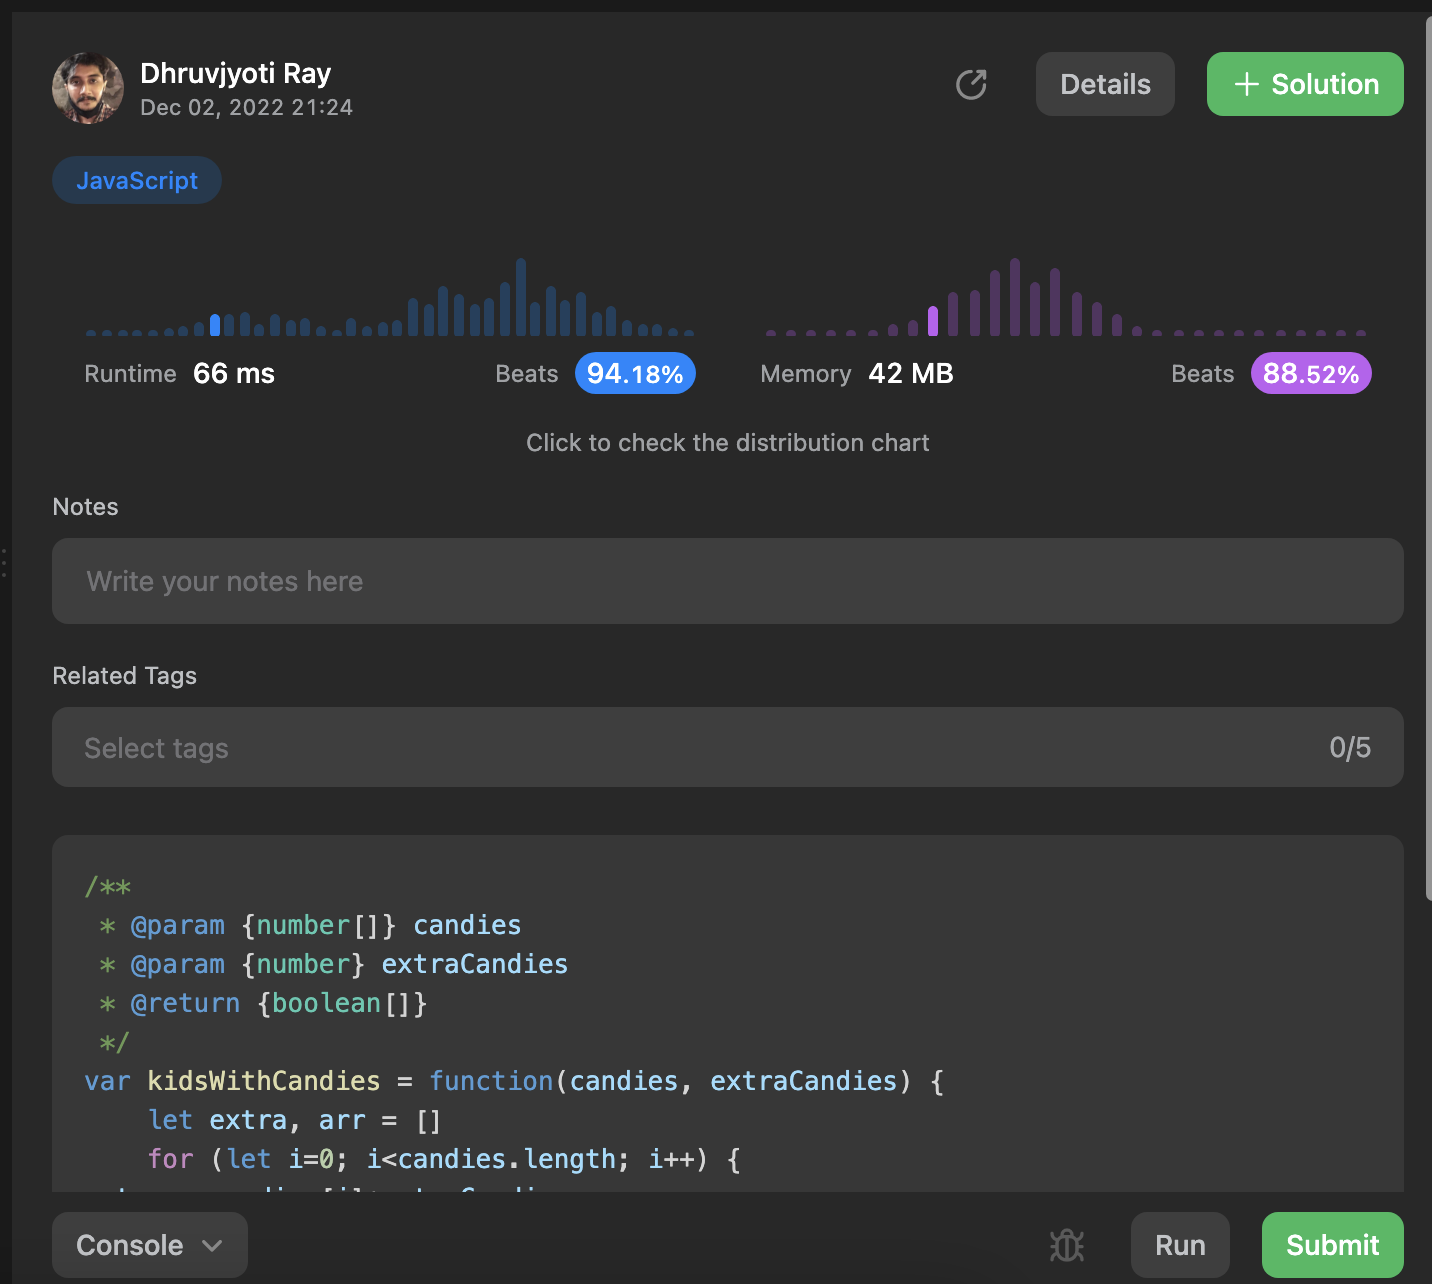 Dhruvjyoti Ray
Dec 02, 2022 21:24
Details
+ Solution
JavaScript
Runtime 66 ms Beats 94.18%
Memory 42 MB Beats 88.52%
Click to check the distribution chart
Notes
Write your notes here
Related Tags
Select tags 0/5
/**
 * @param {number[]} candies
 * @param {number} extraCandies
 * @return {boolean[]}
 */
var kidsWithCandies = function(candies, extraCandies) {
    let extra, arr = []
    for (let i=0; i<candies.length; i++) {
Console
Run
Submit